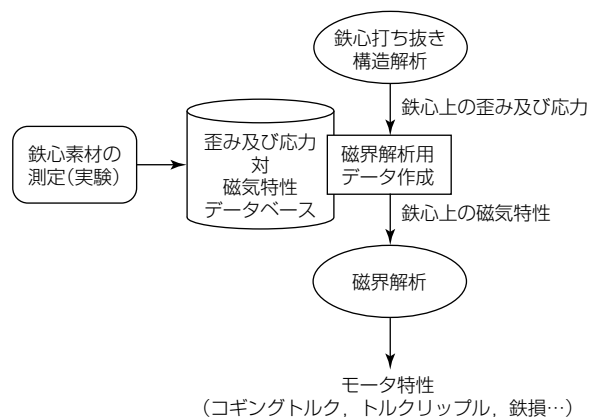 鉄心打ち抜き
構造解析
鉄心上の歪み及び応力
鉄心素材の
測定(実験)
歪み及び応力
対
磁気特性
データベース
磁界解析用
データ作成
鉄心上の磁気特性
磁界解析
モータ特性
(コギングトルク,トルクリップル,鉄損…)